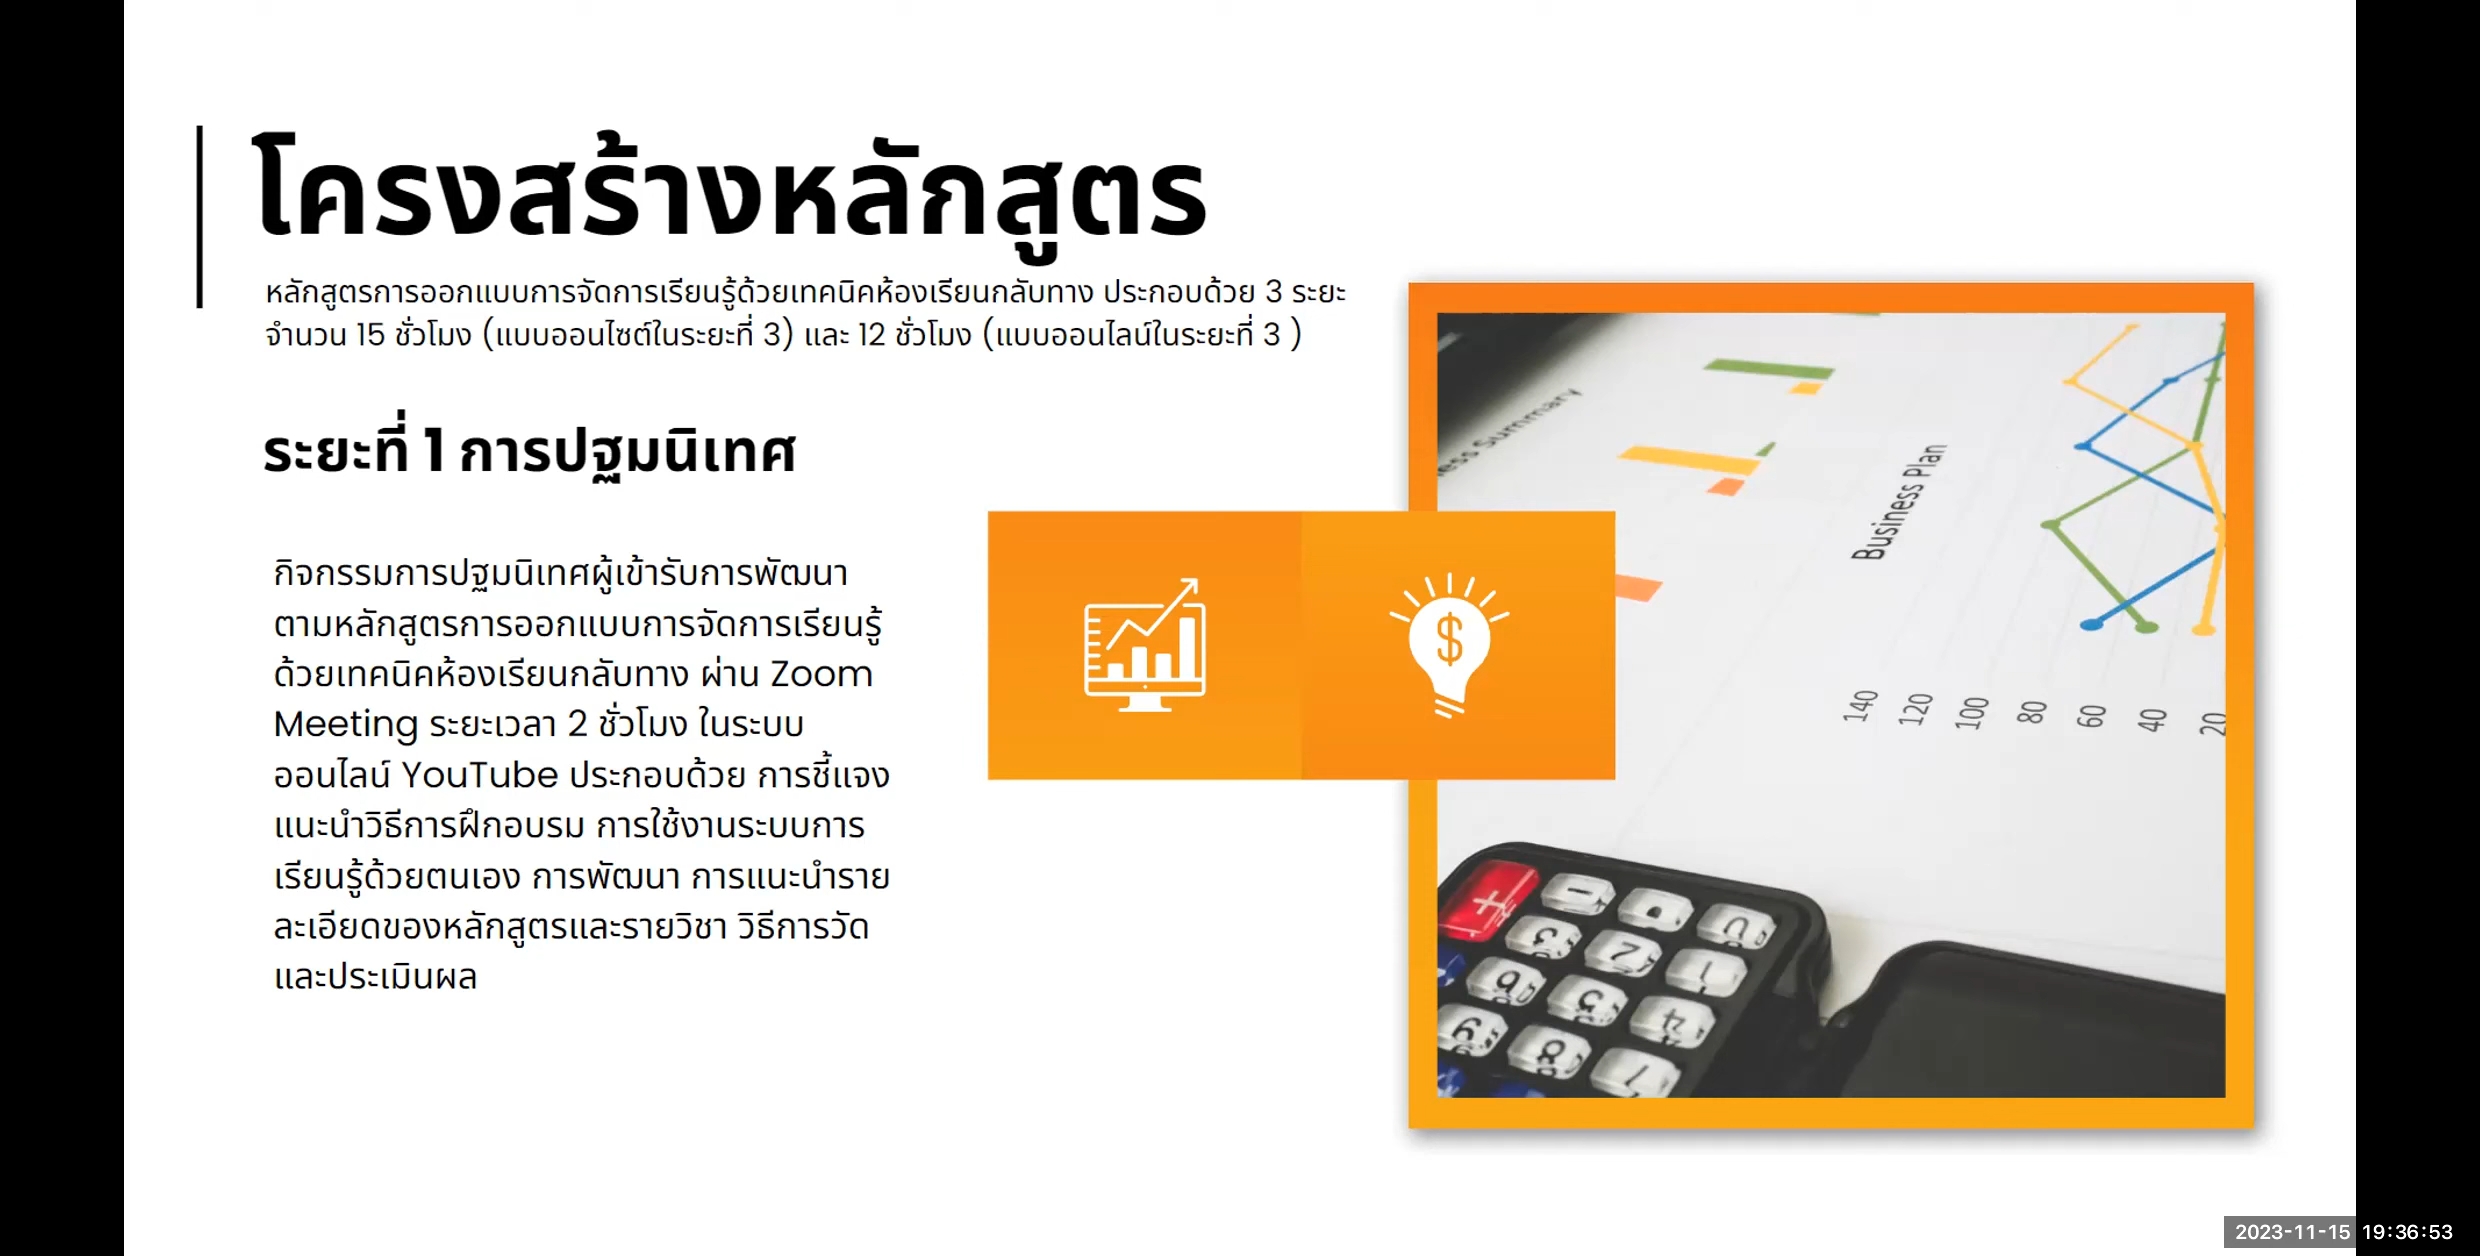 โครงสร้างหลักสูตร
หลักสูตรการออกแบบการจัดการเรียนรู้ด้วยเทคนิคห้องเรียนกลับทาง ประกอบด้วย 3 ระยะ
จำนวน 15 ชั่วโมง (แบบออนไซต์ในระยะที่ 3) และ 12 ชั่วโมง (แบบออนไลน์ในระยะที่ 3 )
ระยะที่ 1 การปฐมนิเทศ
กิจกรรมการปฐมนิเทศผู้เข้ารับการพัฒนา
ตามหลักสูตรการออกแบบการจัดการเรียนรู้
ด้วยเทคนิคห้องเรียนกลับทาง ผ่าน Zoom
Meeting ระยะเวลา 2 ชั่วโมง ในระบบ
ออนไลน์ YouTube ประกอบด้วย การชี้แจง
แนะนำวิธีการฝึกอบรม การใช้งานระบบการ
เรียนรู้ด้วยตนเอง การพัฒนา การแนะนำราย
ละเอียดของหลักสูตรและรายวิชา วิธีการวัด
และประเมินผล
$
ess Summary
Business Plan
140 120 100 80 60 40 20
2023-11-15 19:36:53